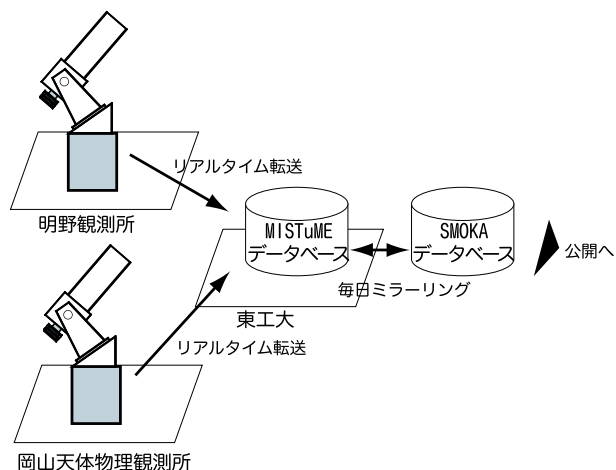 リアルタイム転送
明野観測所
MISTuME
データベース
SMOKA
データベース
公開へ
毎日ミラーリング
東工大
リアルタイム転送
岡山天体物理観測所